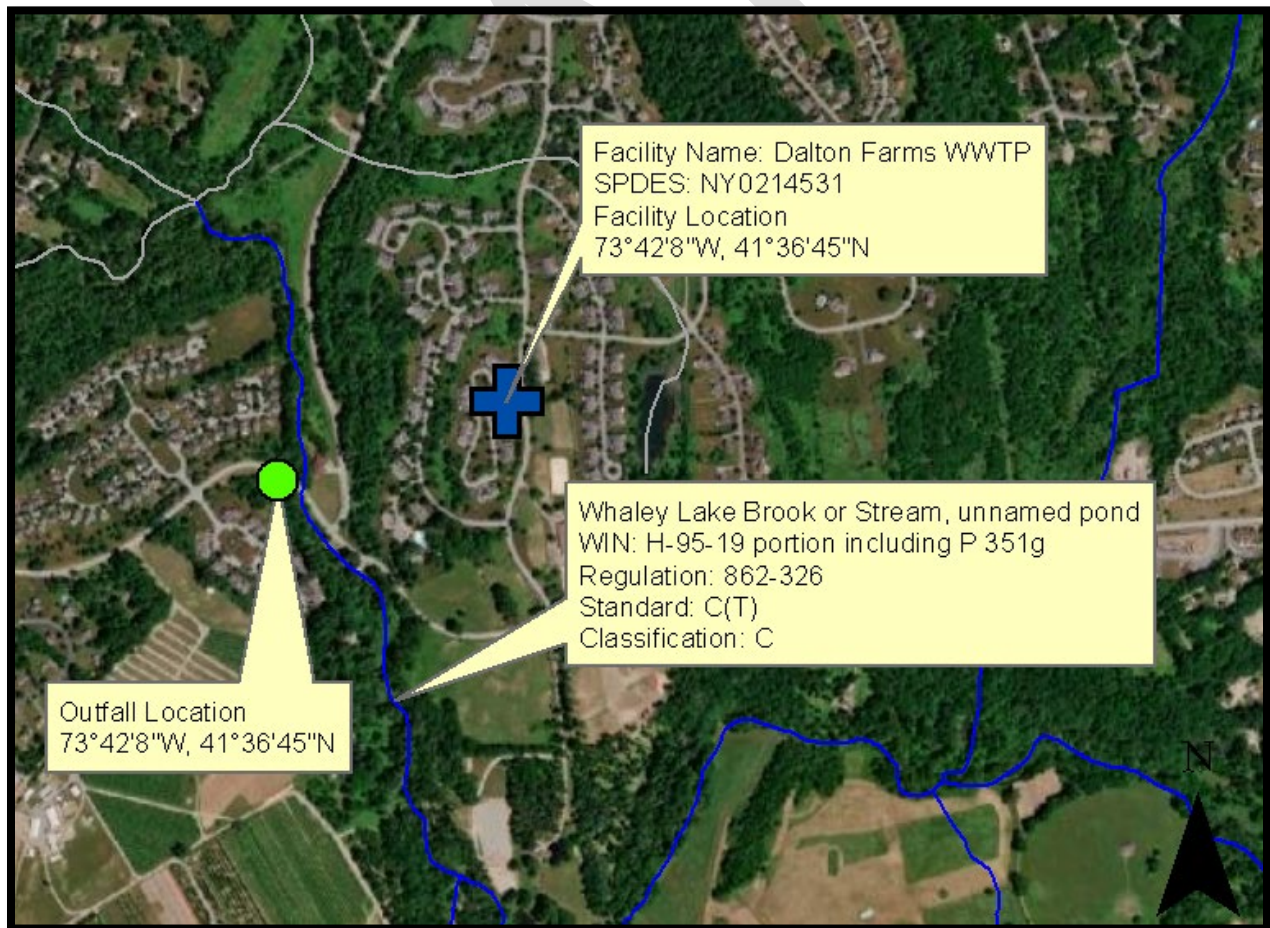 Facility Name: Dalton Farms WWTP
SPDES: NY0214531
Facility Location
73°42'8"W, 41°36'45"N
Whaley Lake Brook or Stream, unnamed pond
WIN: H-95-19 portion including P 351g
Regulation: 862-326
Standard: C(T)
Classification: C
Outfall Location
73°42'8"W, 41°36'45"N
N